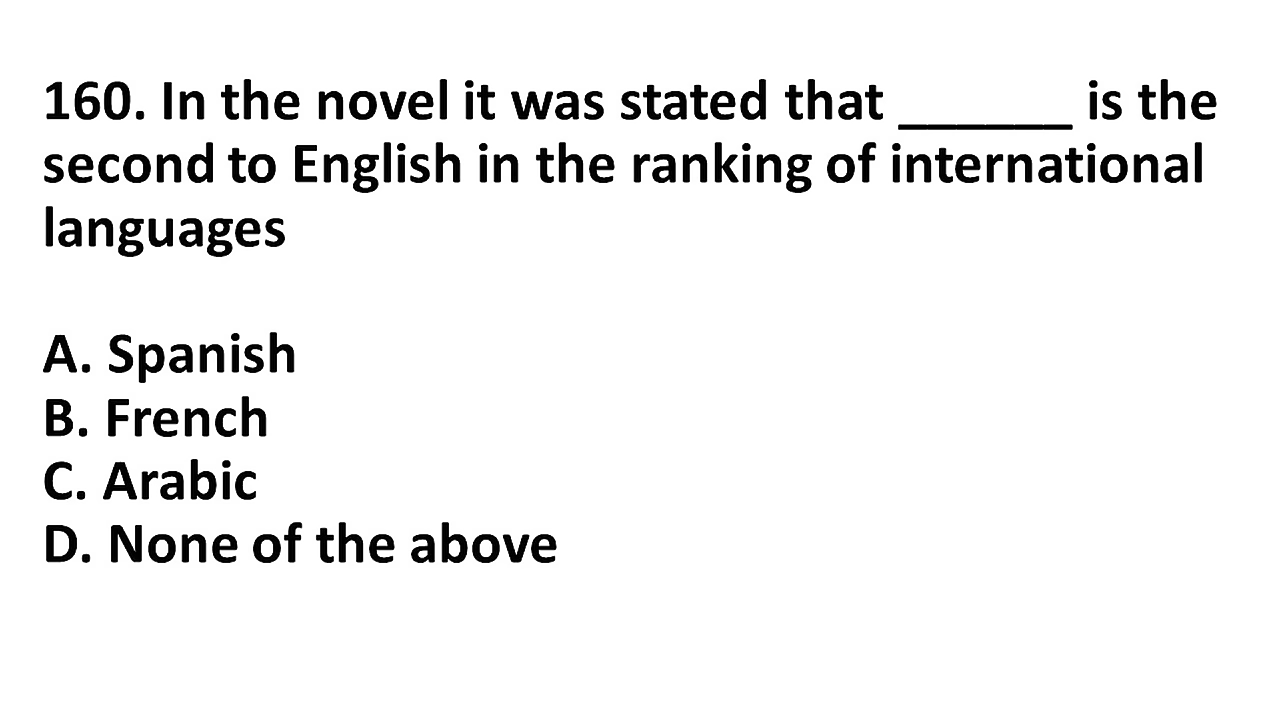 160. In the novel it was stated that ______ is the
second to English in the ranking of international
languages
A. Spanish
B. French
C. Arabic
D. None of the above